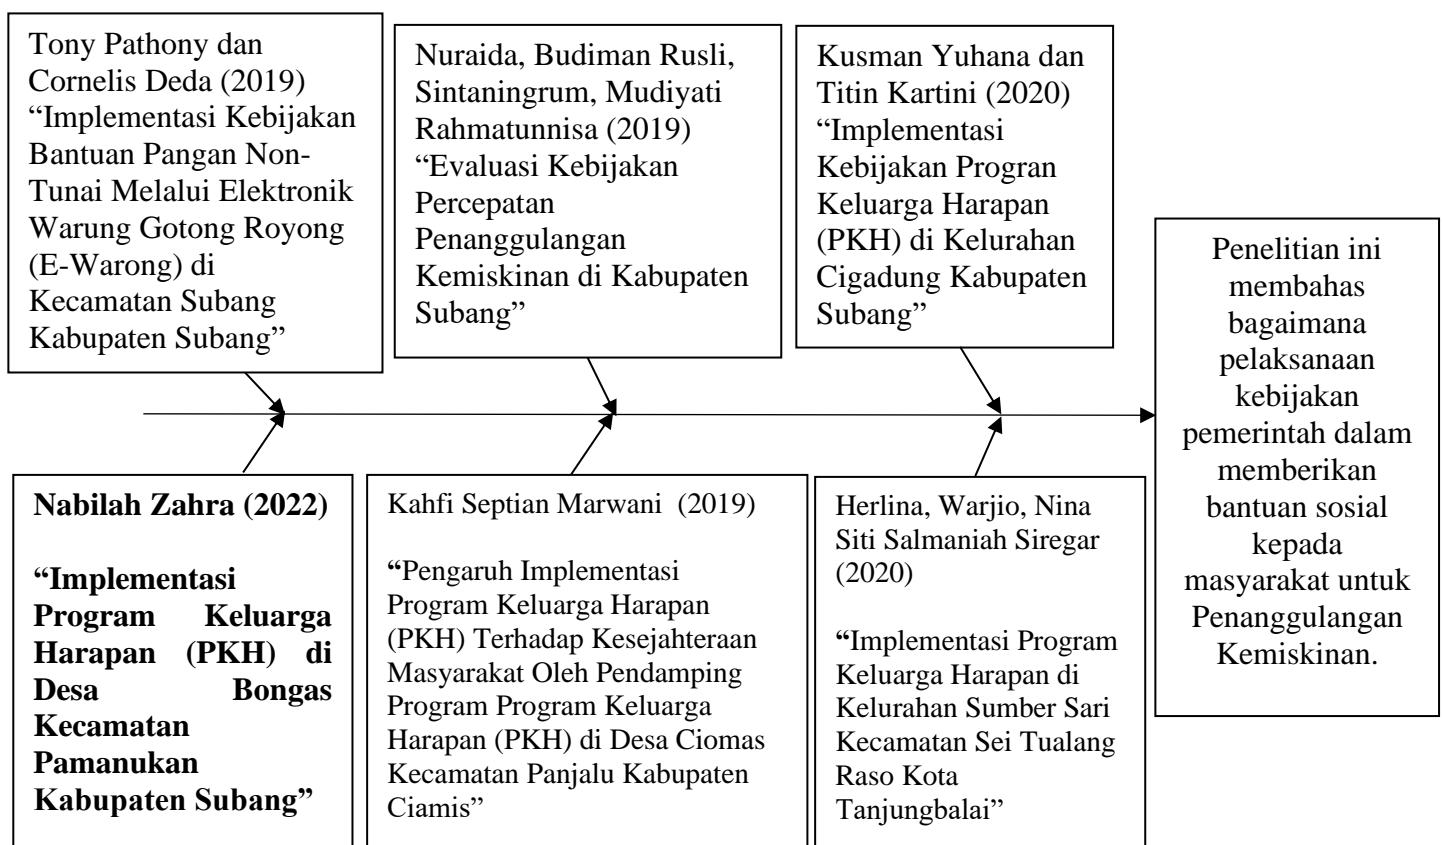 Tony Pathony dan
Cornelis Deda (2019)
“Implementasi Kebijakan
Bantuan Pangan Non-
Tunai Melalui Elektronik
Warung Gotong Royong
(E-Warong) di
Kecamatan Subang
Kabupaten Subang”
Nuraida, Budiman Rusli,
Sintaningrum, Mudiyati
Rahmatunnisa (2019)
“Evaluasi Kebijakan
Percepatan
Penanggulangan
Kemiskinan di Kabupaten
Subang”
Kusman Yuhana dan
Titin Kartini (2020)
“Implementasi
Kebijakan Progran
Keluarga Harapan
(PKH) di Kelurahan
Cigadung Kabupaten
Subang”
Penelitian ini
membahas
bagaimana
pelaksanaan
kebijakan
pemerintah dalam
memberikan
bantuan sosial
kepada
masyarakat untuk
Penanggulangan
Kemiskinan.
Nabilah Zahra (2022)
“Implementasi
Program Keluarga
Harapan (PKH) di
Desa Bongas
Kecamatan
Pamanukan
Kabupaten Subang”
Kahfi Septian Marwani (2019)
“Pengaruh Implementasi
Program Keluarga Harapan
(PKH) Terhadap Kesejahteraan
Masyarakat Oleh Pendamping
Program Program Keluarga
Harapan (PKH) di Desa Ciomas
Kecamatan Panjalu Kabupaten
Ciamis”
Herlina, Warjio, Nina
Siti Salmaniah Siregar
(2020)
“Implementasi Program
Keluarga Harapan di
Kelurahan Sumber Sari
Kecamatan Sei Tualang
Raso Kota
Tanjungbalai”